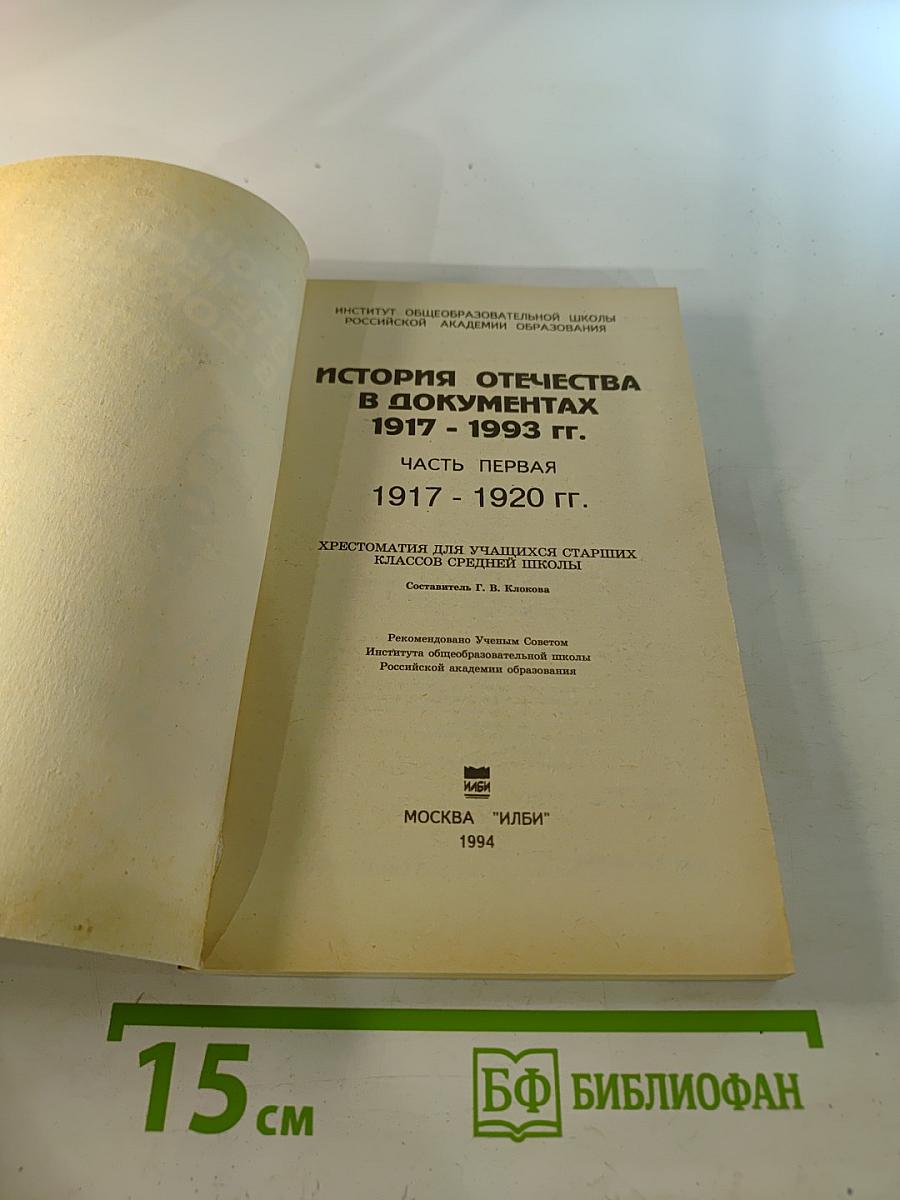 ИНСТИТУТ ОБЩЕОБРАЗОВАТЕЛЬНОЙ ШКОЛЫ
РОССИЙСКОЙ АКАДЕМИИ ОБРАЗОВАНИЯ
ИСТОРИЯ ОТЕЧЕСТВА
В ДОКУМЕНТАХ
1917 - 1993 гг.
ЧАСТЬ ПЕРВАЯ
1917 - 1920 гг.
ХРЕСТОМАТИЯ ДЛЯ УЧАЩИХСЯ СТАРШИХ
КЛАССОВ СРЕДНЕЙ ШКОЛЫ
Составитель Г. В. Клокова
Рекомендовано Ученым Советом
Института общеобразовательной школы
Российской академии образования
ИЛБИ
МОСКВА "ИЛБИ"
1994
15 см
БФ БИБЛИОФАН